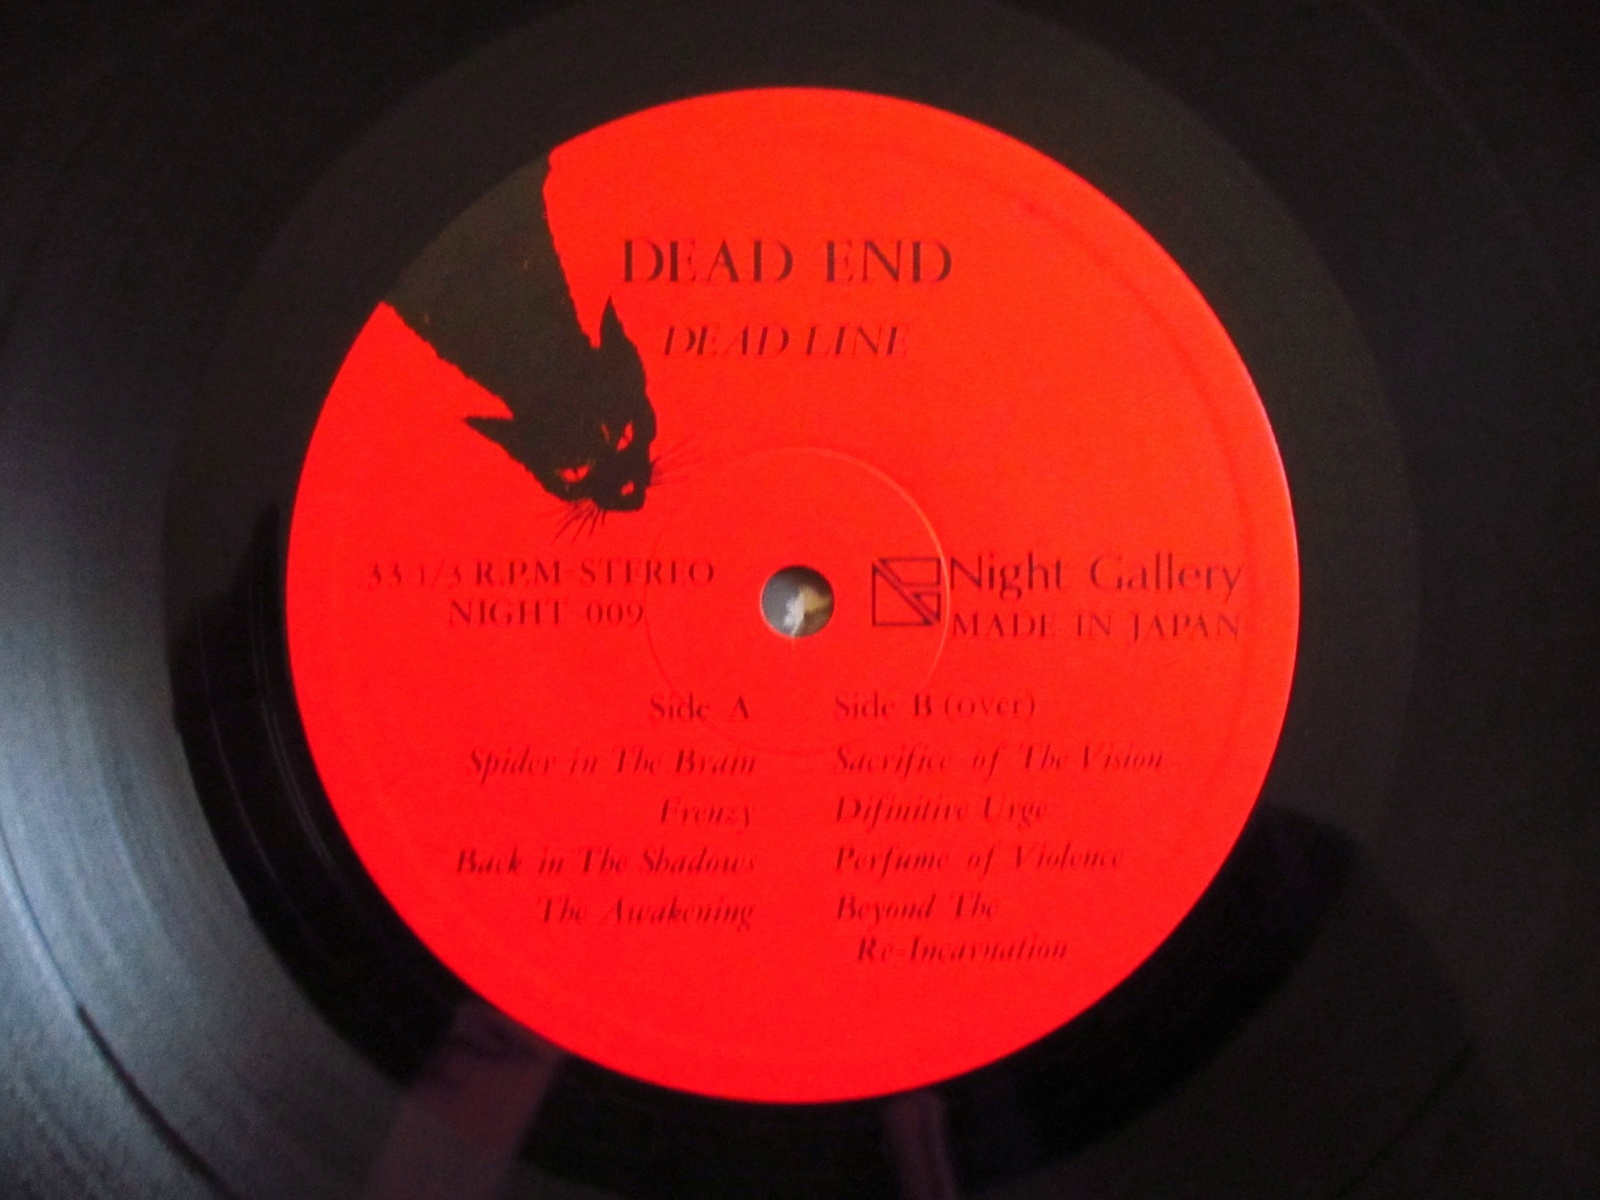 DEAD END
DEAD LINE
33 1/3 R.P.M-STEREO
NIGHT 009
Night Gallery
MADE IN JAPAN
Side A
Spider in The Brain
Frenzy
Back in The Shadows
The Awakening
Side B (over)
Sacrifice of The Vision
Difinitive Urge
Perfume of Violence
Beyond The
Re-Incarnation